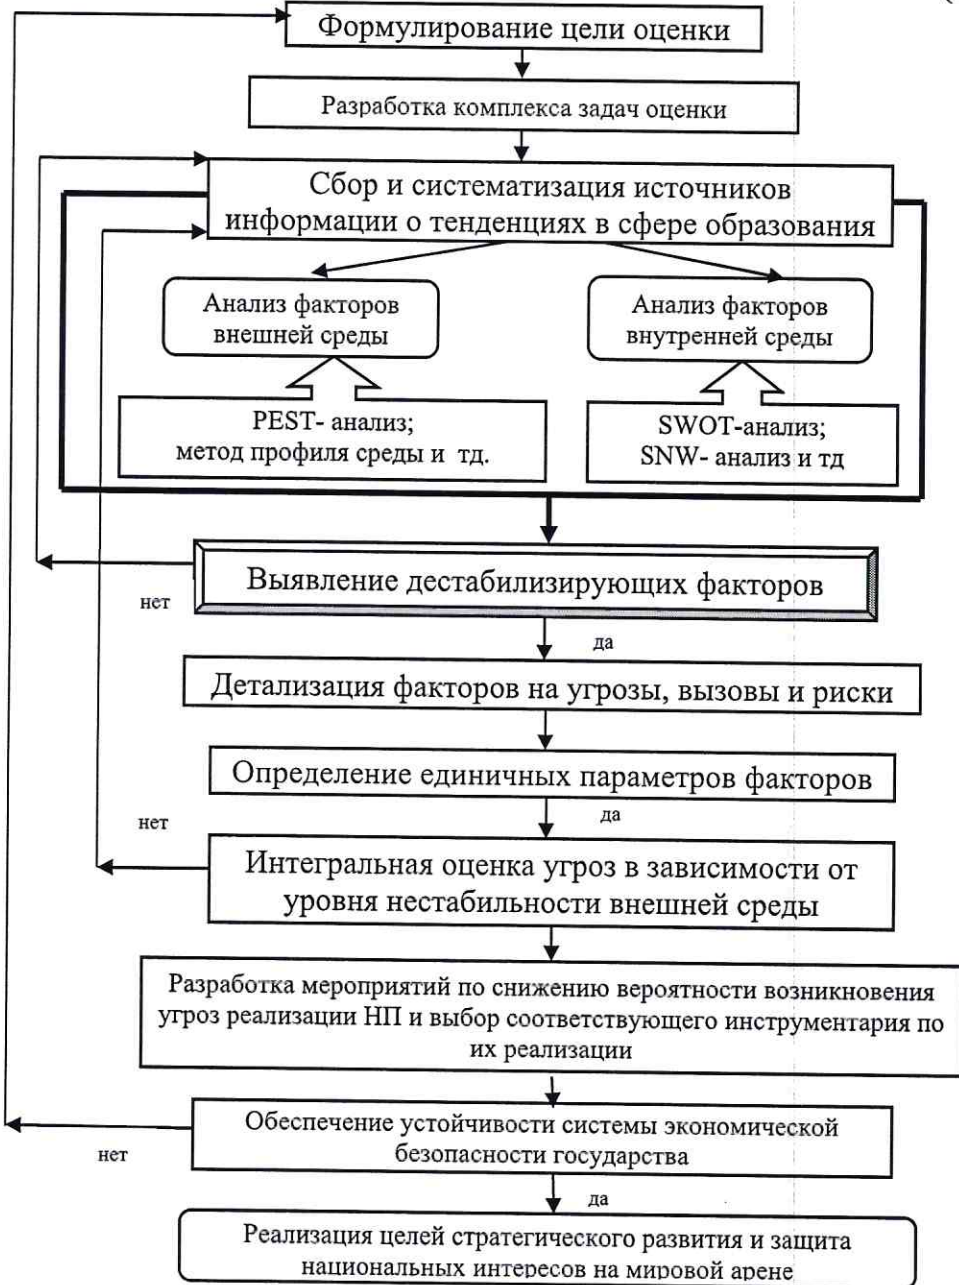 Формулирование цели оценки
Разработка комплекса задач оценки
Сбор и систематизация источников
информации о тенденциях в сфере образования
Анализ факторов
внешней среды
Анализ факторов
внутренней среды
PEST- анализ;
метод профиля среды и тд.
SWOT-анализ;
SNW- анализ и тд
Выявление дестабилизирующих факторов
нет
да
Детализация факторов на угрозы, вызовы и риски
Определение единичных параметров факторов
нет
да
Интегральная оценка угроз в зависимости от
уровня нестабильности внешней среды
Разработка мероприятий по снижению вероятности возникновения
угроз реализации НП и выбор соответствующего инструментария по
их реализации
Обеспечение устойчивости системы экономической
безопасности государства
нет
да
Реализация целей стратегического развития и защита
национальных интересов на мировой арене